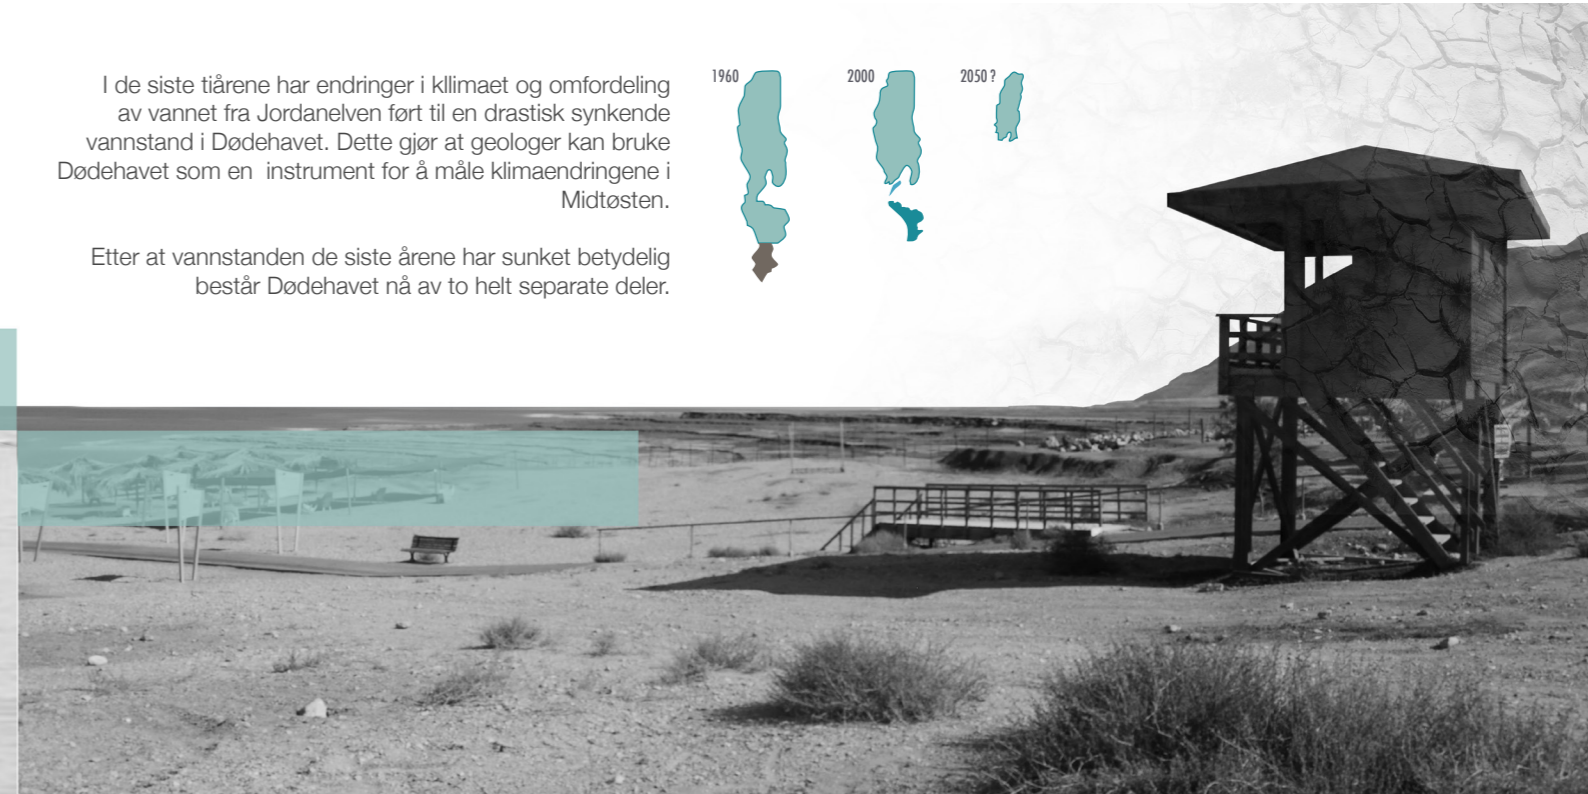 I de siste tiårene har endringer i kllimaet og omfordeling
av vannet fra Jordanelven ført til en drastisk synkende
vannstand i Dødehavet. Dette gjør at geologer kan bruke
Dødehavet som en  instrument for å måle klimaendringene i
Midtøsten.
Etter at vannstanden de siste årene har sunket betydelig
består Dødehavet nå av to helt separate deler.
1960
2000
2050 ?